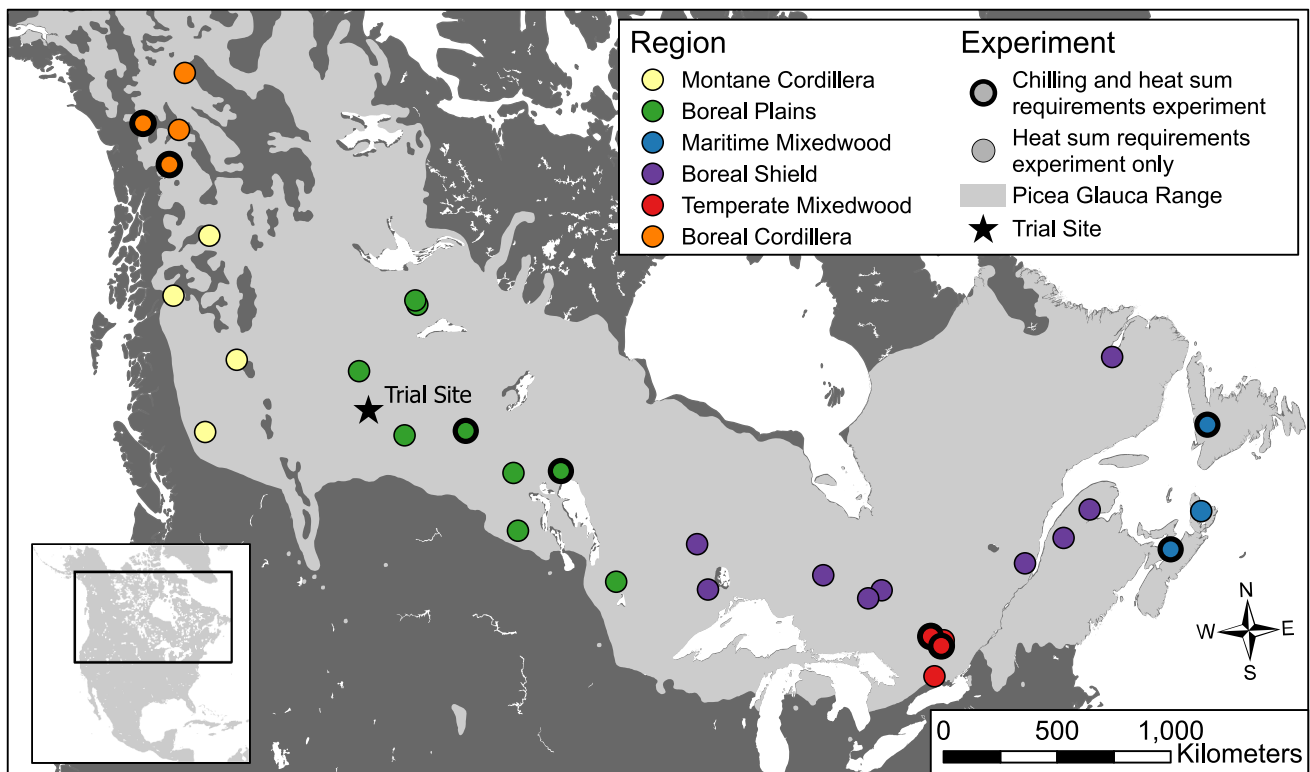 Region
Montane Cordillera
Boreal Plains
Maritime Mixedwood
Boreal Shield
Temperate Mixedwood
Boreal Cordillera
Experiment
Chilling and heat sum
requirements experiment
Heat sum requirements
experiment only
Picea Glauca Range
Trial Site
Trial Site
N
W E
S
0 500 1,000
Kilometers